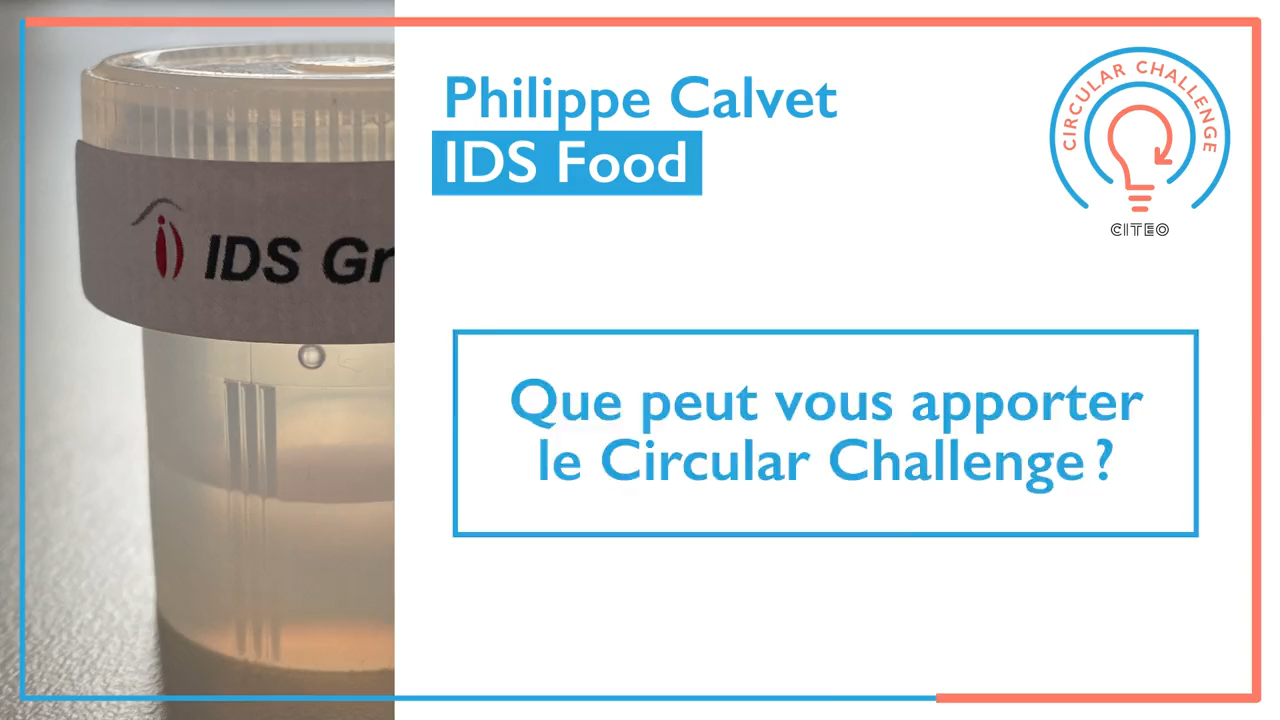 Philippe Calvet
IDS Food
CIRCULAR CHALLENGE
CITEO
IDS Gr
Que peut vous apporter
le Circular Challenge ?